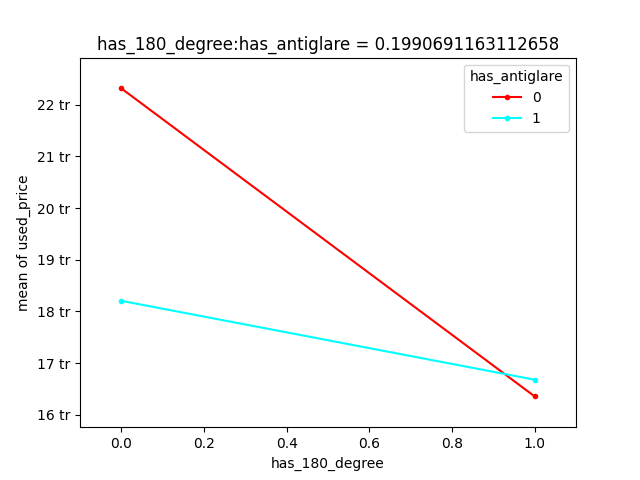 has_180_degree:has_antiglare = 0.1990691163112658
has_antiglare
0
1
22 tr
21 tr
20 tr
19 tr
18 tr
17 tr
16 tr
mean of used_price
0.0 0.2 0.4 0.6 0.8 1.0
has_180_degree